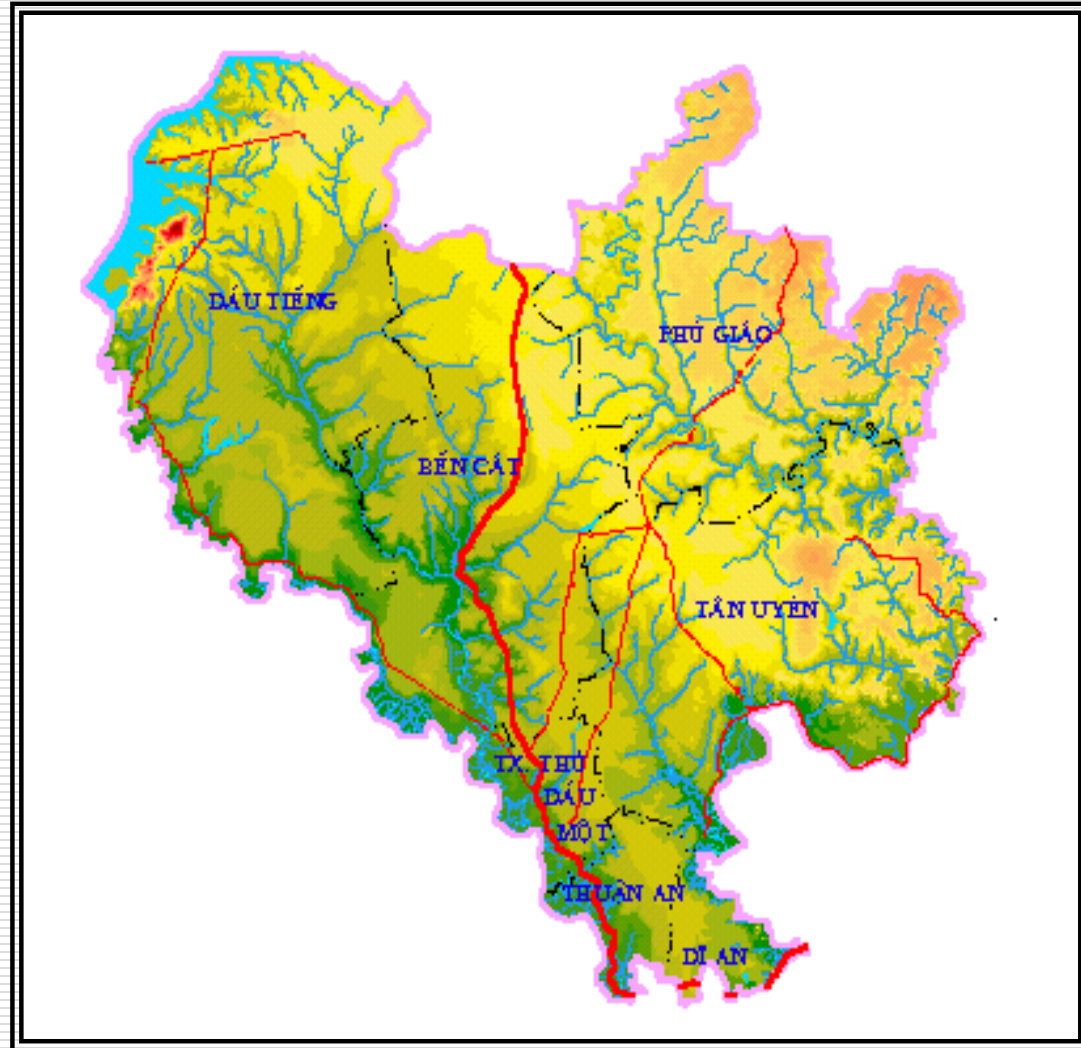 DẦU TIẾNG
PHÚ GIÁO
BẾN CÁT
TÂN UYÊN
TX. THỦ
DẦU
MỘT
THUẬN AN
DĨ AN